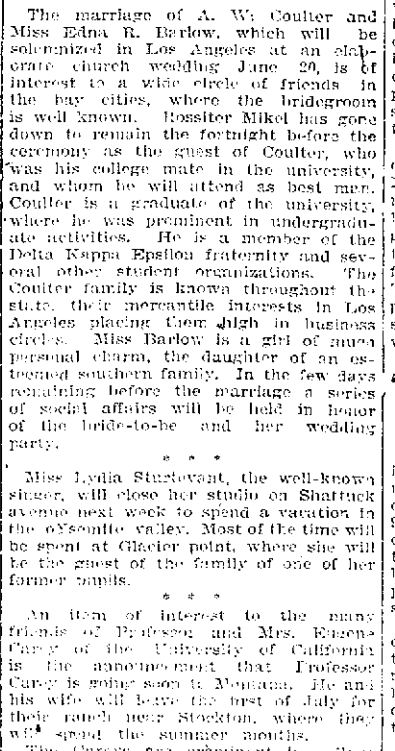 The marriage of A. W. Coulter and
Miss Edna R. Barlow, which will be
solemnized in Los Angeles at an elab-
orate church wedding June 20, is of
interest to a wide circle of friends in
the bay cities, where the bridegroom
is well known. Rossiter Mikel has gone
down to remain the fortnight before the
ceremony as the guest of Coulter, who
was his college mate in the university,
and whom he will attend as best man.
Coulter is a graduate of the university,
where he was prominent in undergradu-
ate activities. He is a member of the
Delta Kappa Epsilon fraternity and sev-
eral other student organizations. The
Coulter family is known throughout the
state, their mercantile interests in Los
Angeles placing them high in business
circles. Miss Barlow is a girl of much
personal charm, the daughter of an es-
teemed southern family. In the few days
remaining before the marriage a series
of social affairs will be held in honor
of the bride-to-be and her wedding
party.
* * *
Miss Lydia Sturtevant, the well-known
singer, will close her studio on Shattuck
avenue next week to spend a vacation in
the oYsemite valley. Most of the time will
be spent at Glacier point, where she will
be the guest of the family of one of her
former pupils.
* * *
An item of interest to the many
friends of Professor and Mrs. Eugene
Carey of the University of California
is the announcement that Professor
Carey is going soon to Montana. He and
his wife will leave the first of July for
their ranch near Stockton, where they
will spend the summer months.